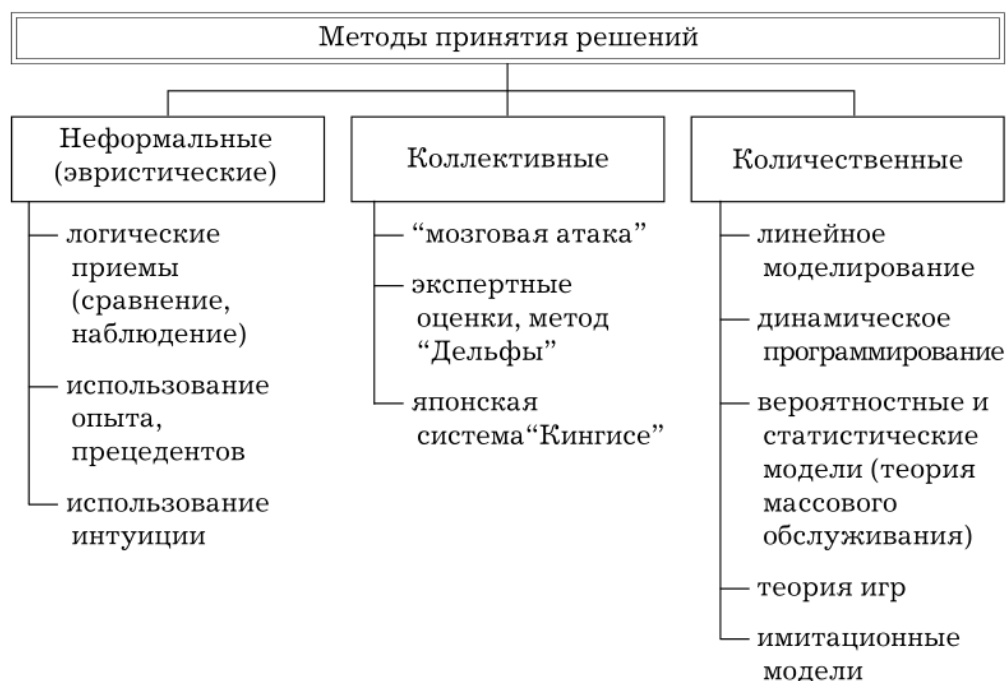 Методы принятия решений
Неформальные
(эвристические)
логические
приемы
(сравнение,
наблюдение)
использование
опыта,
прецедентов
использование
интуиции
Коллективные
“мозговая атака”
экспертные
оценки, метод
“Дельфы”
японская
система“Кингисе”
Количественные
линейное
моделирование
динамическое
программирование
вероятностные и
статистические
модели (теория
массового
обслуживания)
теория игр
имитационные
модели